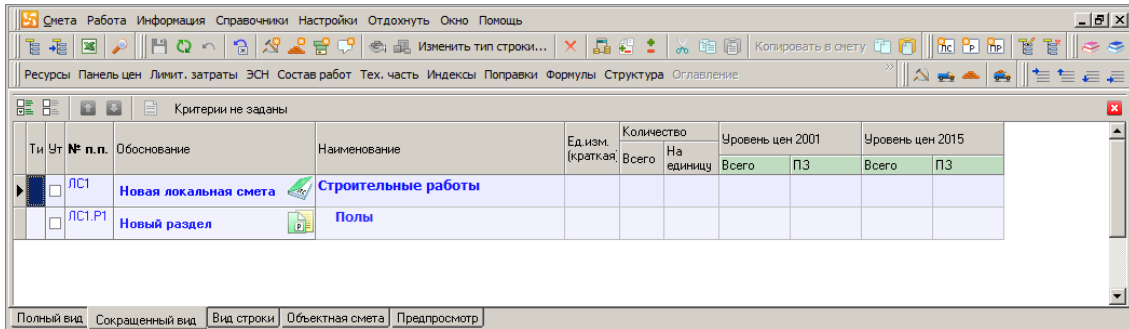 Смета Работа Информация Справочники Настройки Отдохнуть Окно Помощь
Изменить тип строки... Копировать в смету ЛС Р ПР
Ресурсы Панель цен Лимит. затраты ЭСН Состав работ Тех. часть Индексы Поправки Формулы Структура Оглавление
Критерии не заданы
Ти Ут № п.п. Обоснование Наименование Ед.изм. (краткая) Количество Уровень цен 2001 Уровень цен 2015
Всего На единицу Всего ПЗ Всего ПЗ
ЛС1 Новая локальная смета Строительные работы
ЛС1.Р1 Новый раздел Р Полы
Полный вид Сокращенный вид Вид строки Объектная смета Предпросмотр